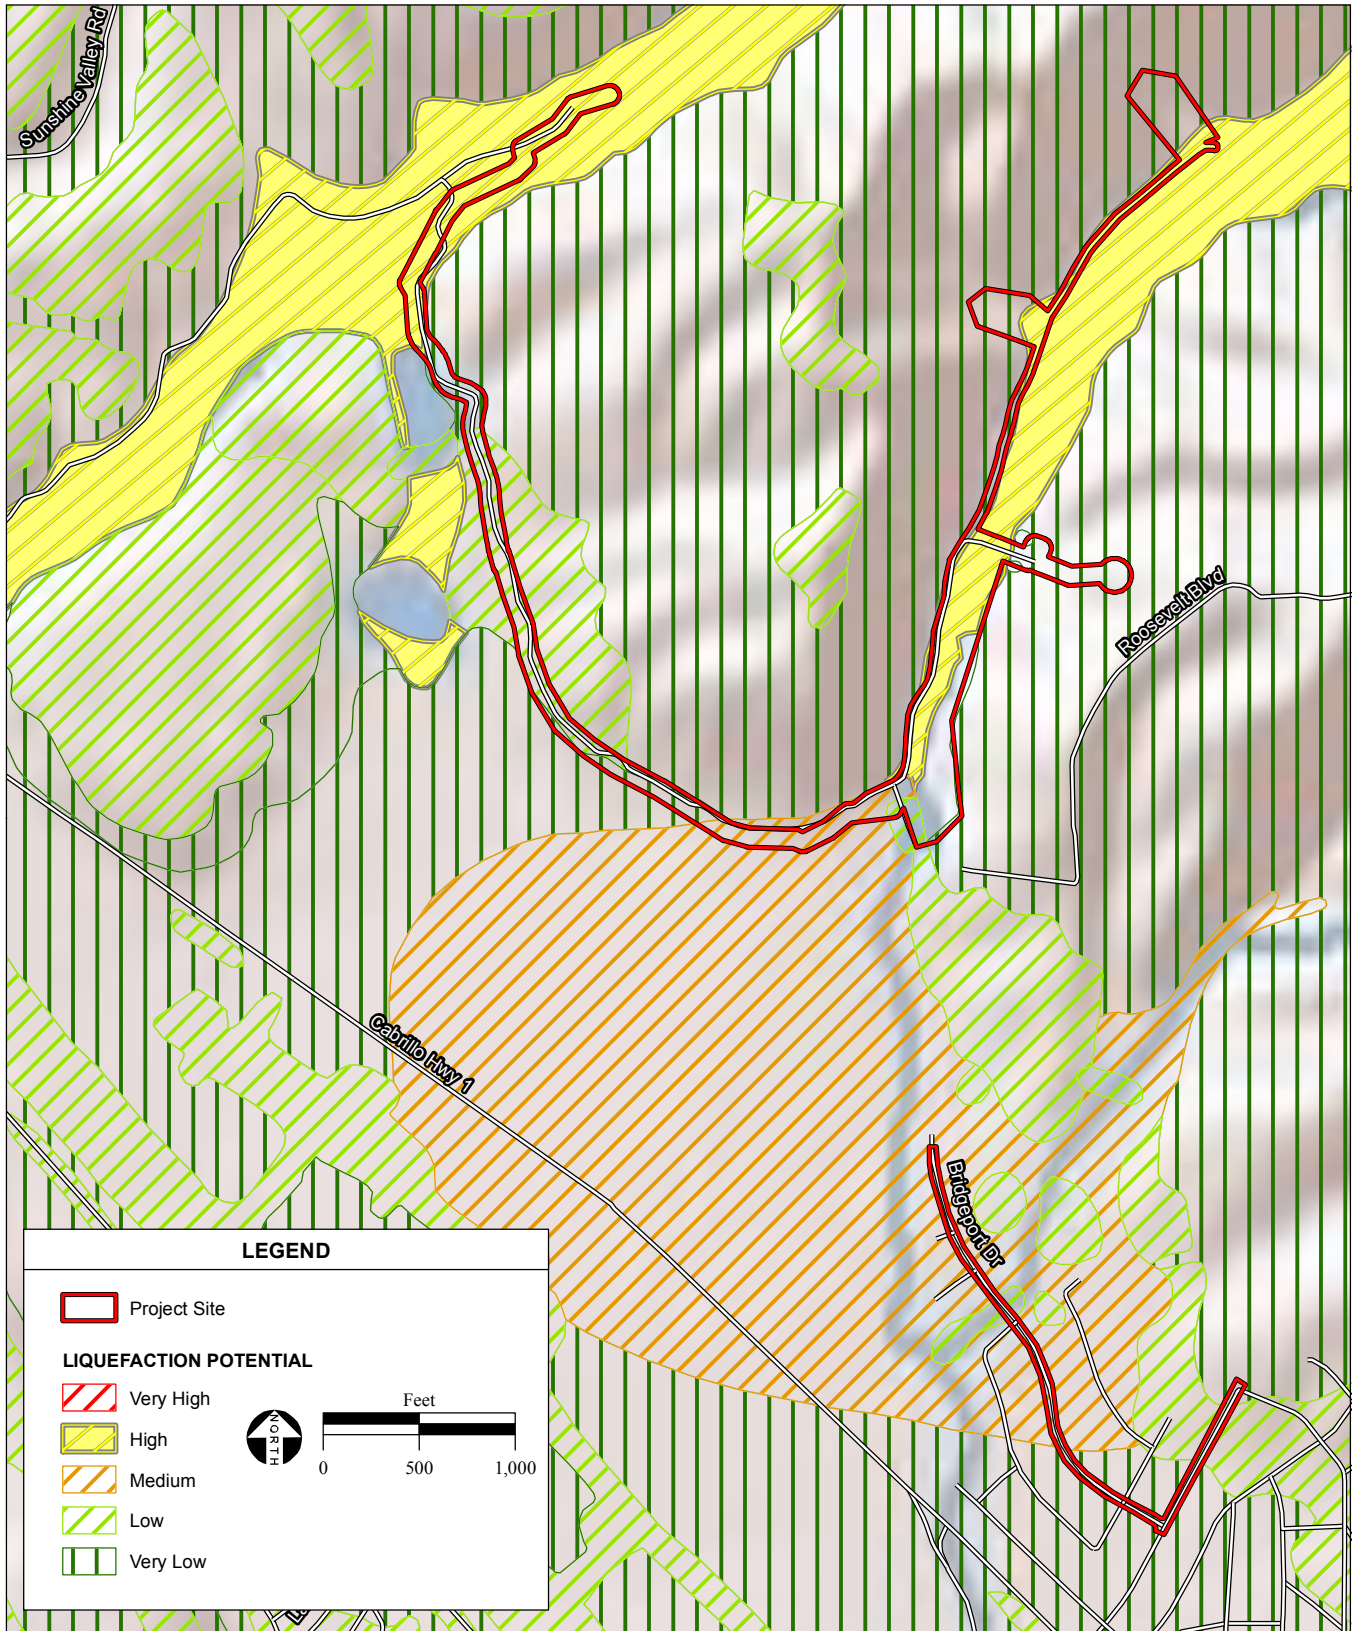 Sunshine Valley Rd
Roosevelt Blvd
Cabrillo Hwy 1
Bridgeport Dr
LEGEND
Project Site
LIQUEFACTION POTENTIAL
Very High
High
Medium
Low
Very Low
NORTH
Feet
0 500 1,000